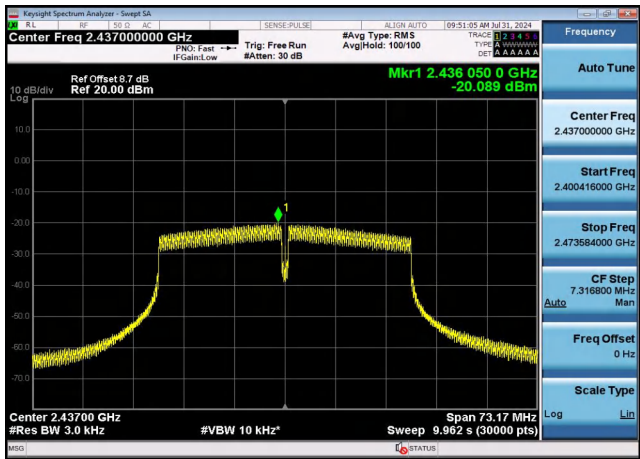 Keysight Spectrum Analyzer - Swept SA
RL RF 50 Ω AC SENSE:PULSE ALIGN AUTO 09:51:05 AM Jul 31, 2024
Center Freq 2.437000000 GHz
PNO: Fast
IFGain:Low
Trig: Free Run
#Atten: 30 dB
#Avg Type: RMS
Avg|Hold: 100/100
TRACE 1 2 3 4 5 6
TYPE A WWWWW
DET A A A A A A
Ref Offset 8.7 dB
10 dB/div Ref 20.00 dBm
Log
Mkr1 2.436 050 0 GHz
-20.089 dBm
10.0
0.00
-10.0
-20.0
-30.0
-40.0
-50.0
-60.0
-70.0
1
Center 2.43700 GHz Span 73.17 MHz
#Res BW 3.0 kHz #VBW 10 kHz* Sweep 9.962 s (30000 pts)
MSG STATUS
Frequency
Auto Tune
Center Freq
2.437000000 GHz
Start Freq
2.400416000 GHz
Stop Freq
2.473584000 GHz
CF Step
7.316800 MHz
Auto Man
Freq Offset
0 Hz
Scale Type
Log Lin